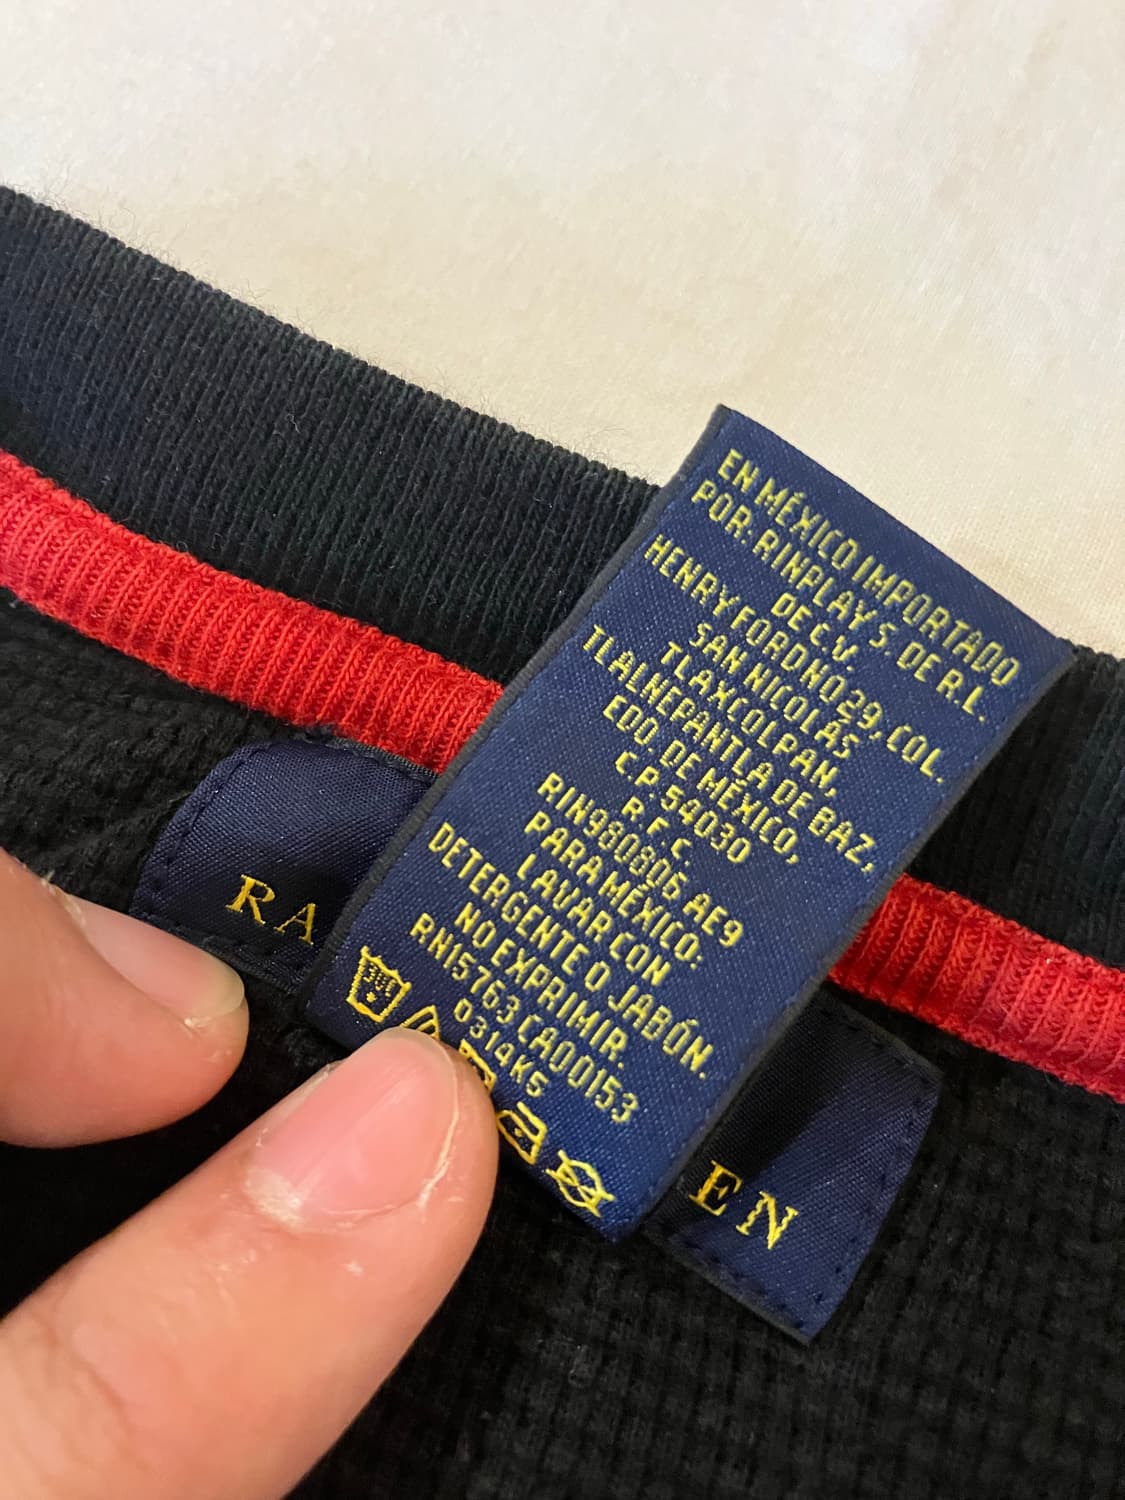 EN MÉXICO IMPORTADO
POR: RINPLAY S. DE R.L.
DE C.V.
HENRY FORD NO 29, COL.
SAN NICOLÁS
TLAXCOLPAN,
TLALNEPANTLA DE BAZ,
EDO. DE MÉXICO,
C.P. 54030
R.F.C.
RIN980806 AE9
PARA MÉXICO:
LAVAR CON
DETERGENTE O JABÓN.
NO EXPRIMIR.
RN15763 CA00153
0314K5
RA
EN